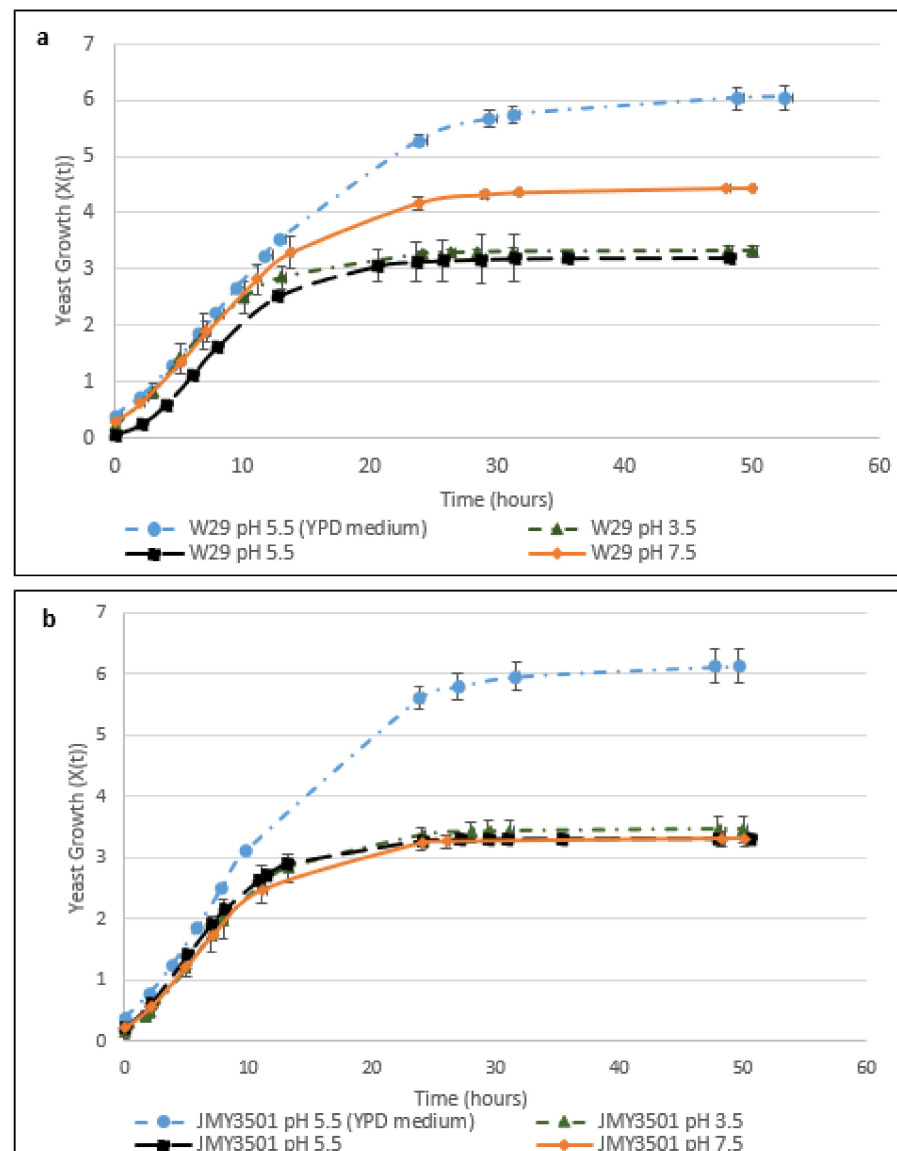 a
7
6
5
4
3
2
1
0
Yeast Growth (X(t))
0 10 20 30 40 50 60
Time (hours)
W29 pH 5.5 (YPD medium) W29 pH 3.5
W29 pH 5.5 W29 pH 7.5
b
7
6
5
4
3
2
1
0
Yeast Growth (X(t))
0 10 20 30 40 50 60
Time (hours)
JMY3501 pH 5.5 (YPD medium) JMY3501 pH 3.5
JMY3501 pH 5.5 JMY3501 pH 7.5